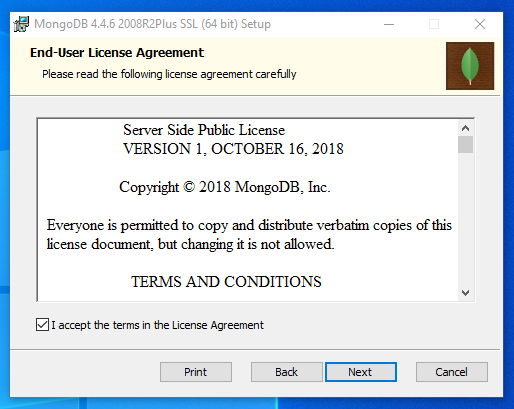 MongoDB 4.4.6 2008R2Plus SSL (64 bit) Setup
End-User License Agreement
Please read the following license agreement carefully
Server Side Public License
VERSION 1, OCTOBER 16, 2018
Copyright © 2018 MongoDB, Inc.
Everyone is permitted to copy and distribute verbatim copies of this
license document, but changing it is not allowed.
TERMS AND CONDITIONS
I accept the terms in the License Agreement
Print
Back
Next
Cancel